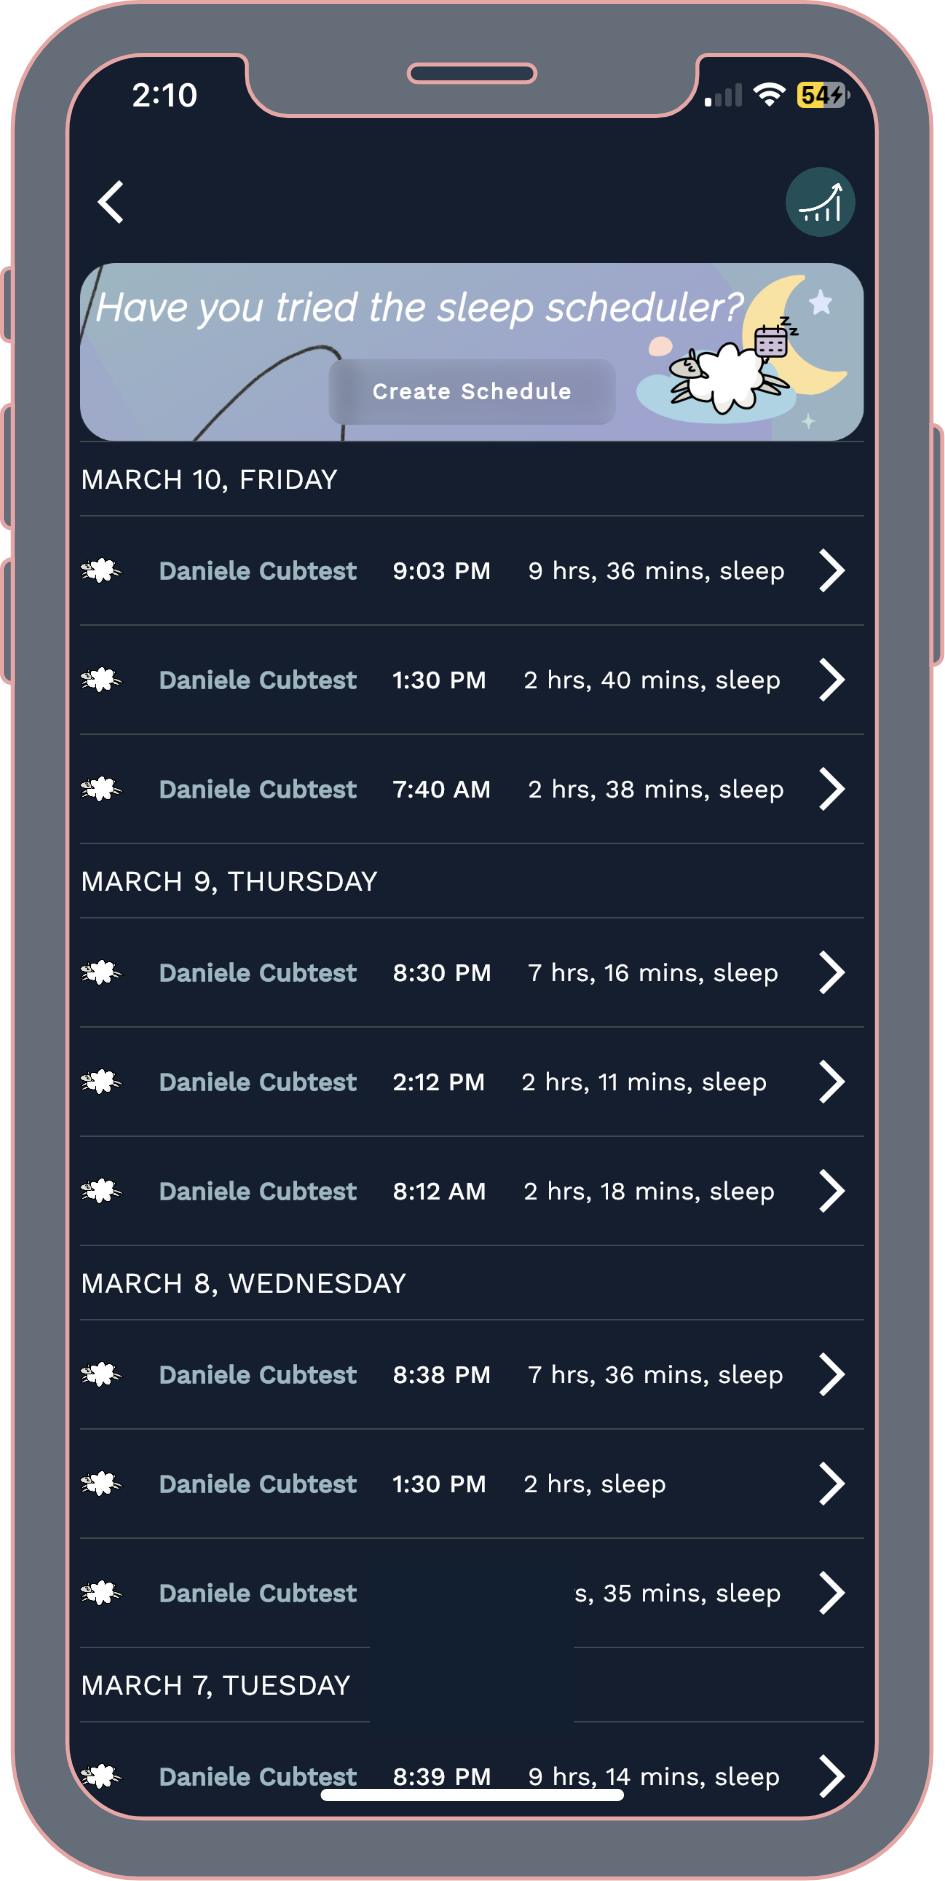 2:10
54
Have you tried the sleep scheduler?
z z z
Create Schedule
MARCH 10, FRIDAY
Daniele Cubtest 9:03 PM 9 hrs, 36 mins, sleep
Daniele Cubtest 1:30 PM 2 hrs, 40 mins, sleep
Daniele Cubtest 7:40 AM 2 hrs, 38 mins, sleep
MARCH 9, THURSDAY
Daniele Cubtest 8:30 PM 7 hrs, 16 mins, sleep
Daniele Cubtest 2:12 PM 2 hrs, 11 mins, sleep
Daniele Cubtest 8:12 AM 2 hrs, 18 mins, sleep
MARCH 8, WEDNESDAY
Daniele Cubtest 8:38 PM 7 hrs, 36 mins, sleep
Daniele Cubtest 1:30 PM 2 hrs, sleep
Daniele Cubtest s, 35 mins, sleep
MARCH 7, TUESDAY
Daniele Cubtest 8:39 PM 9 hrs, 14 mins, sleep